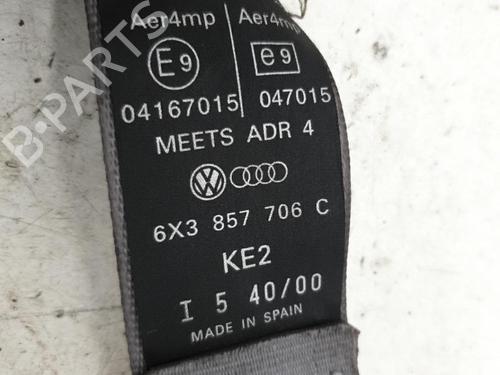 Aer4mp Aer4mp
E9 e9
04167015 047015
MEETS ADR 4
6X3 857 706 C
KE2
I 5 40/00
MADE IN SPAIN
B-PARTS